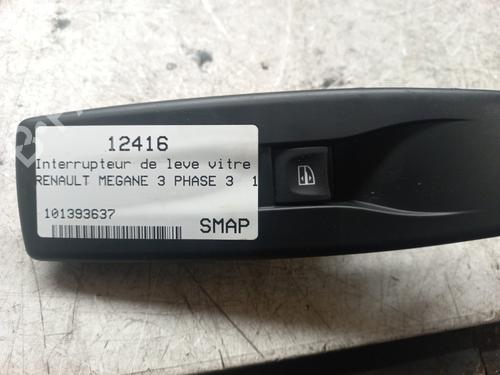 12416
Interrupteur de leve vitre
RENAULT MEGANE 3 PHASE 3 1
101393637
SMAP